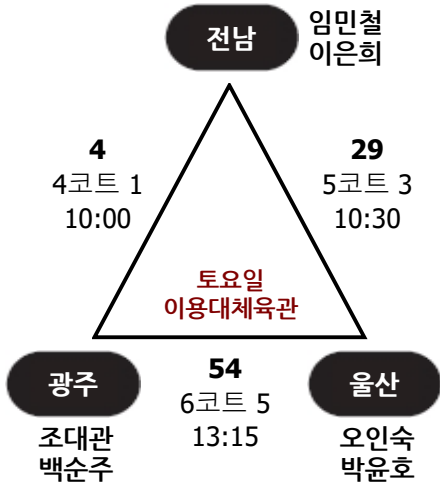 전남
임민철
이은희
4
4코트 1
10:00
29
5코트 3
10:30
토요일
이용대체육관
광주
조대관
백순주
54
6코트 5
13:15
울산
오인숙
박윤호